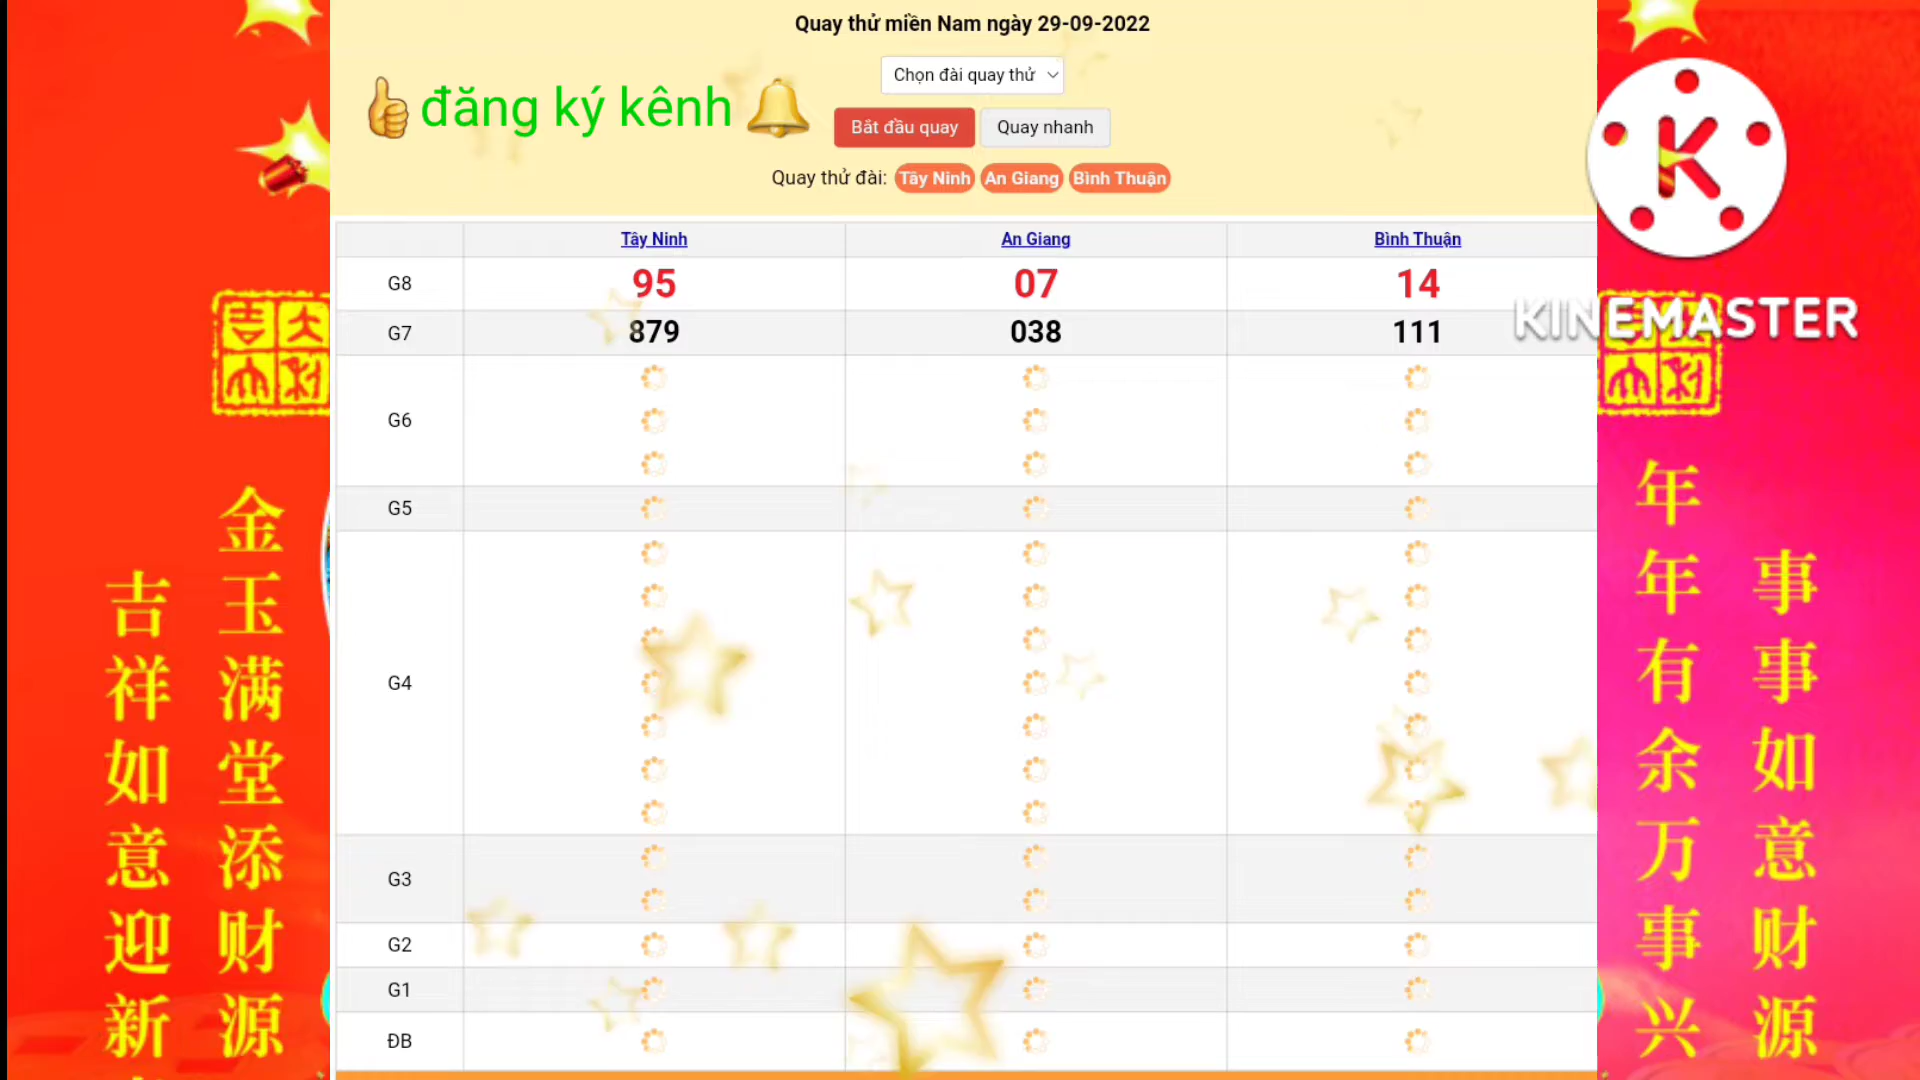 Quay thử miền Nam ngày 29-09-2022
Chọn đài quay thử
đăng ký kênh
Bắt đầu quay
Quay nhanh
Quay thử đài: Tây Ninh An Giang Bình Thuận
Tây Ninh An Giang Bình Thuận
G8 95 07 14
G7 879 038 111
G6
G5
G4
G3
G2
G1
ĐB
K
KINEMASTER
金玉满堂添财源
吉祥如意迎新
年年有余万事兴
事事如意财源